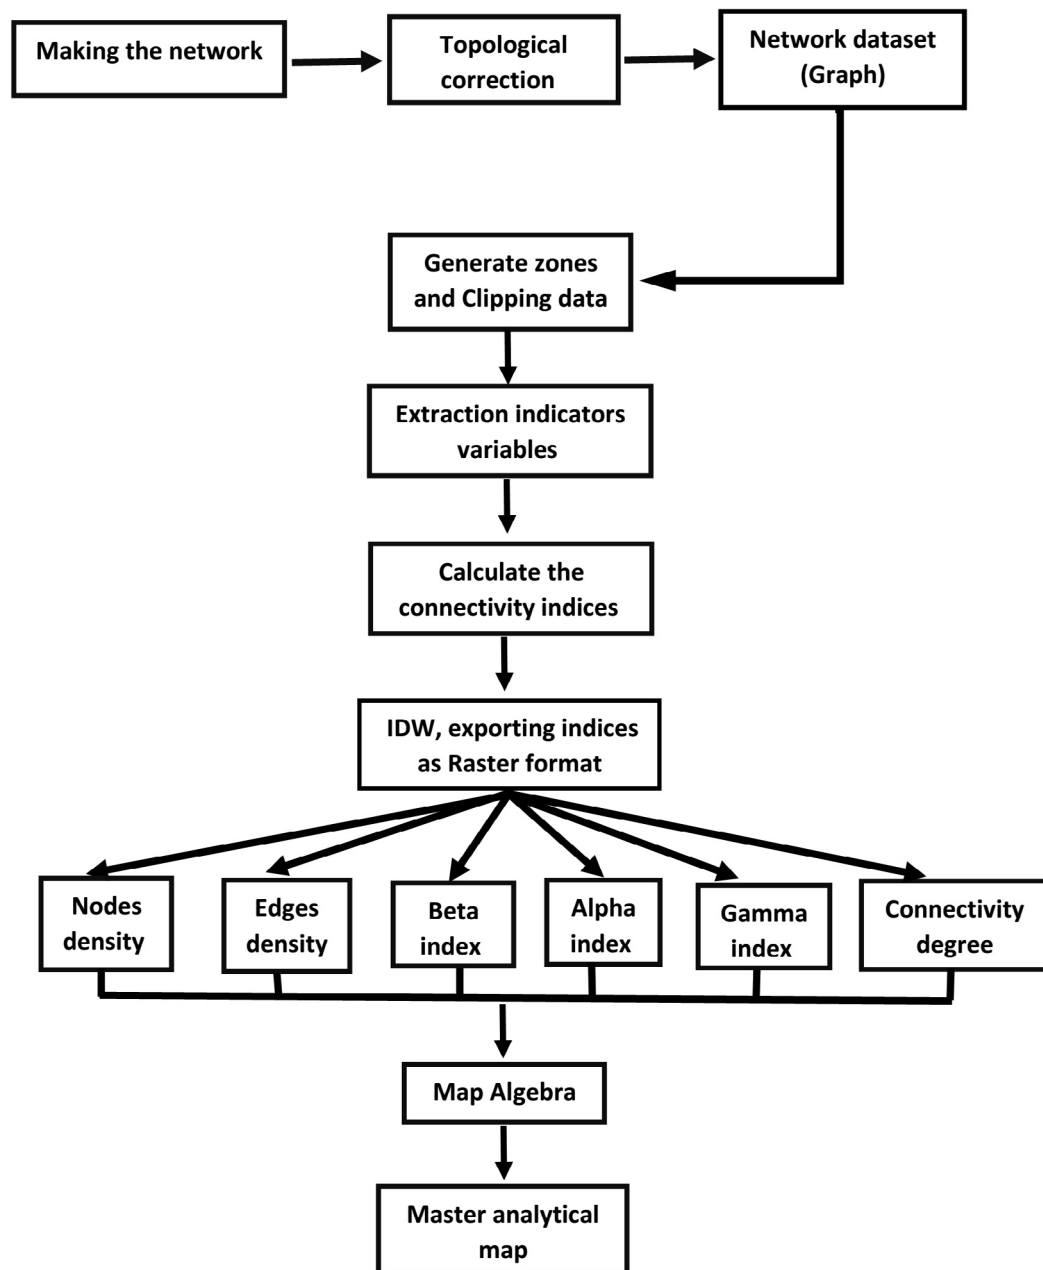 Making the network
Topological
correction
Network dataset
(Graph)
Generate zones
and Clipping data
Extraction indicators
variables
Calculate the
connectivity indices
IDW, exporting indices
as Raster format
Nodes
density
Edges
density
Beta
index
Alpha
index
Gamma
index
Connectivity
degree
Map Algebra
Master analytical
map